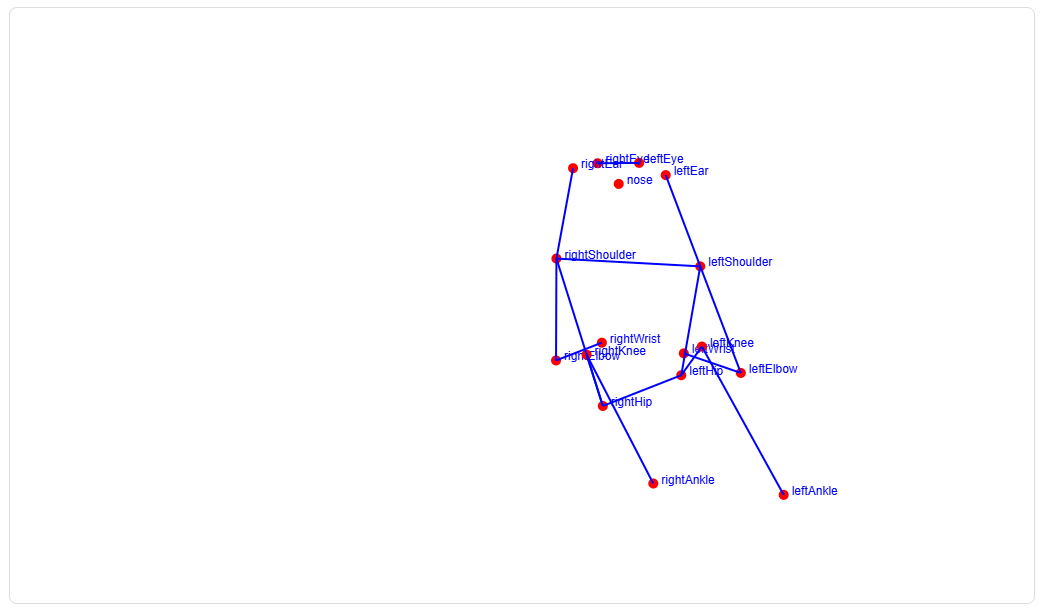 rightEye
leftEye
rightEar
leftEar
nose
rightShoulder
leftShoulder
rightWrist
leftKnee
leftWrist
rightKnee
rightElbow
leftHip
leftElbow
rightHip
rightAnkle
leftAnkle